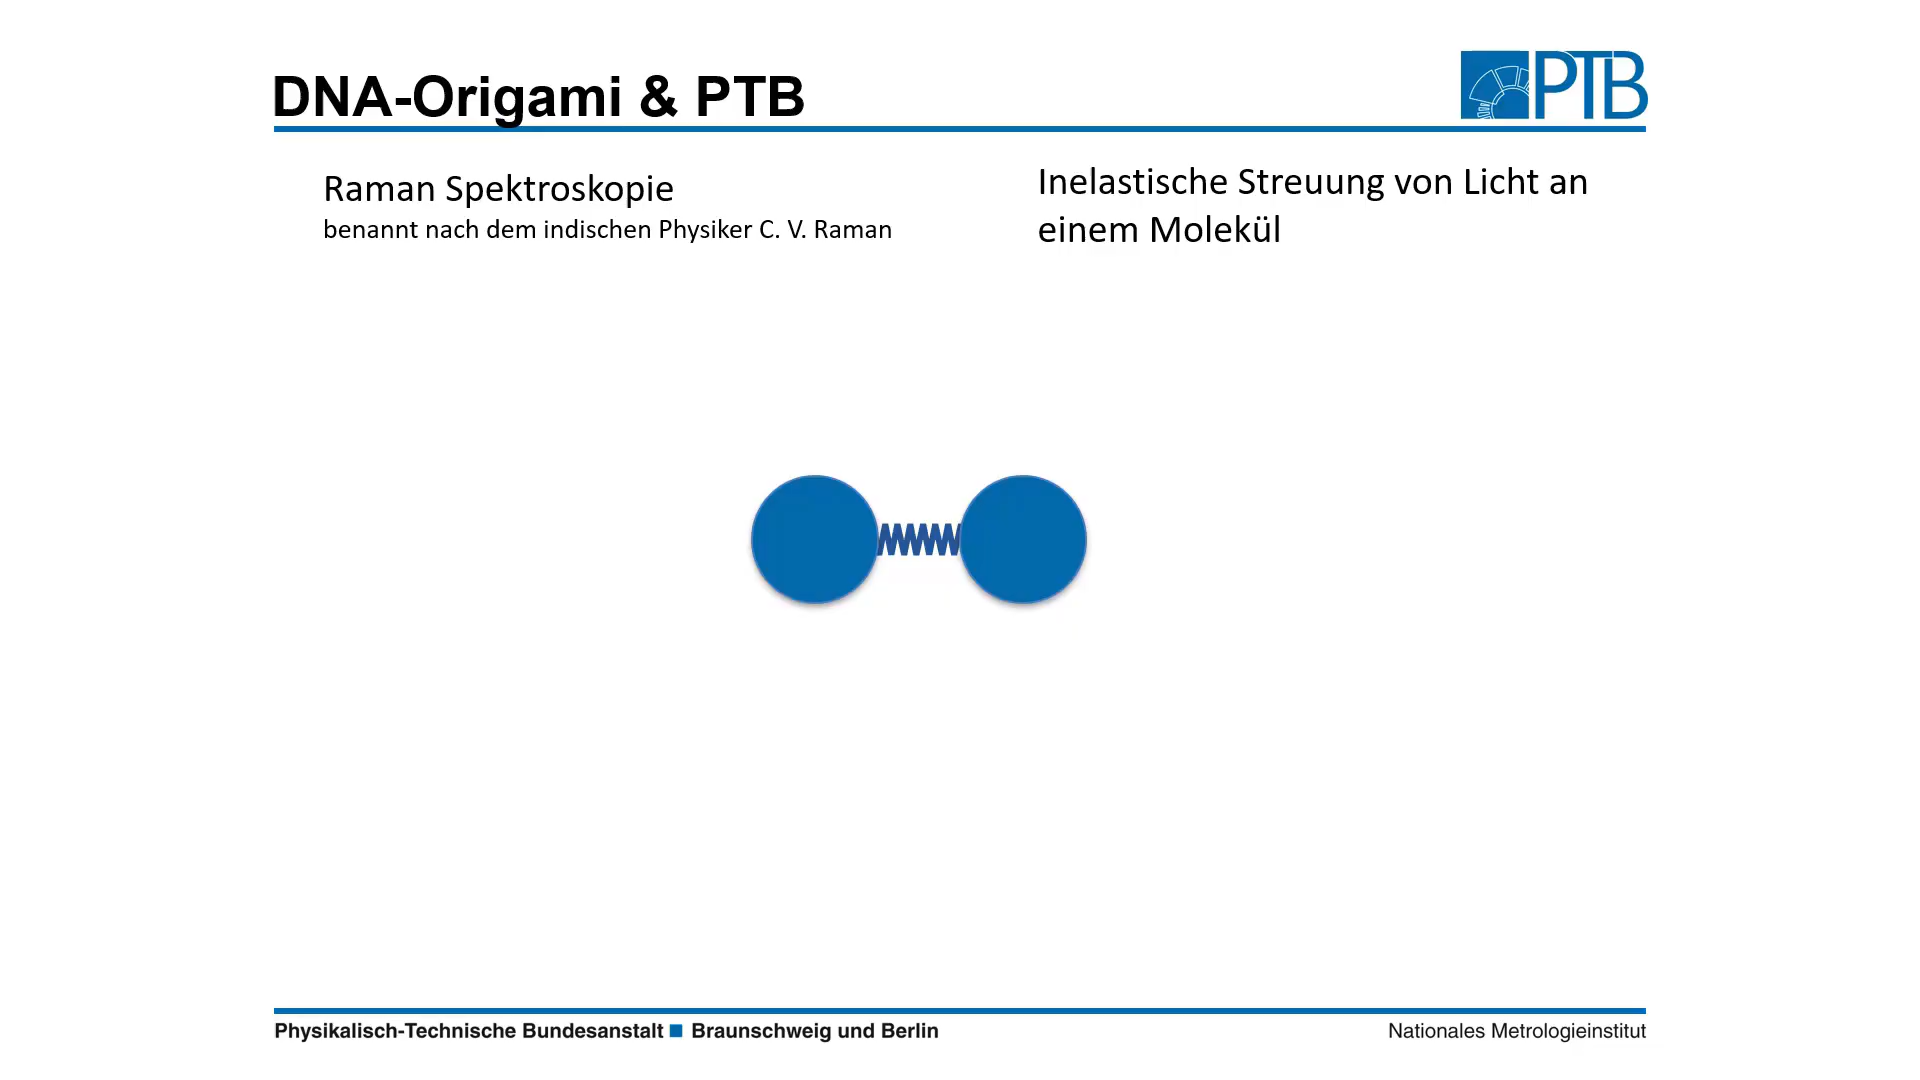 DNA-Origami & PTB
PTB
Raman Spektroskopie
benannt nach dem indischen Physiker C. V. Raman
Inelastische Streuung von Licht an
einem Molekül
Physikalisch-Technische Bundesanstalt ■ Braunschweig und Berlin
Nationales Metrologieinstitut